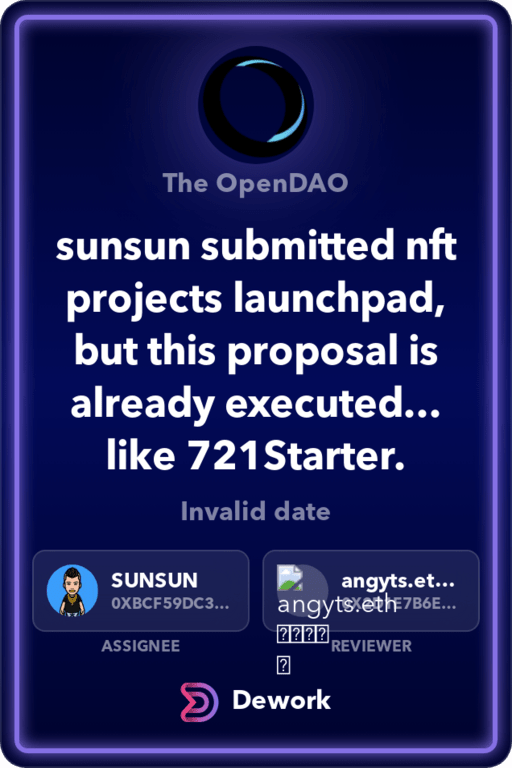 The OpenDAO
sunsun submitted nft
projects launchpad,
but this proposal is
already executed...
like 721Starter.
Invalid date
SUNSUN
0XBCF59DC3...
angyts.et...
angyts.eth
ASSIGNEE
REVIEWER
Dework